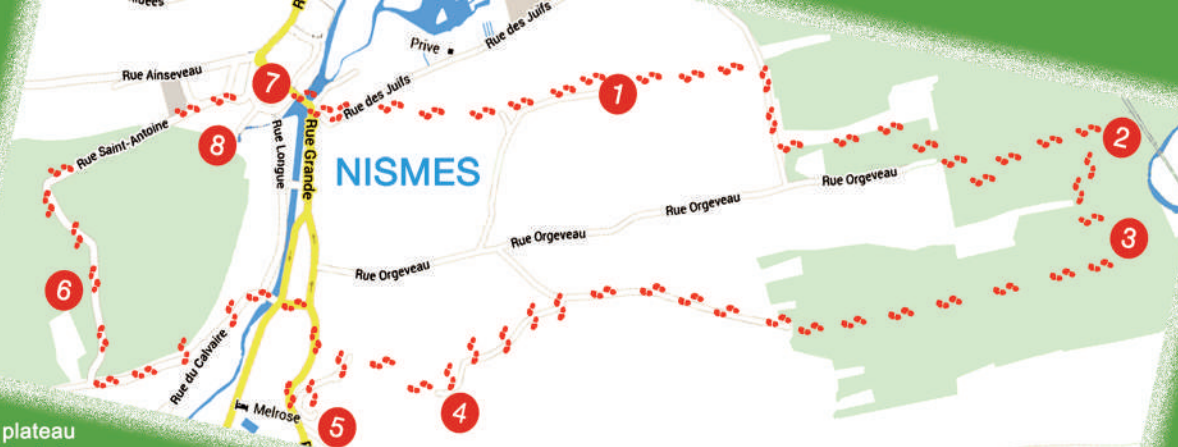 Rue des Juifs
Prive
Rue Ainseveau
7
1
Rue des Juifs
Rue Saint-Antoine
8
Rue Longue
Rue Grande
NISMES
2
Rue Orgeveau
Rue Orgeveau
Rue Orgeveau
3
Rue Orgeveau
6
Rue du Calvaire
Melrose
4
5
plateau